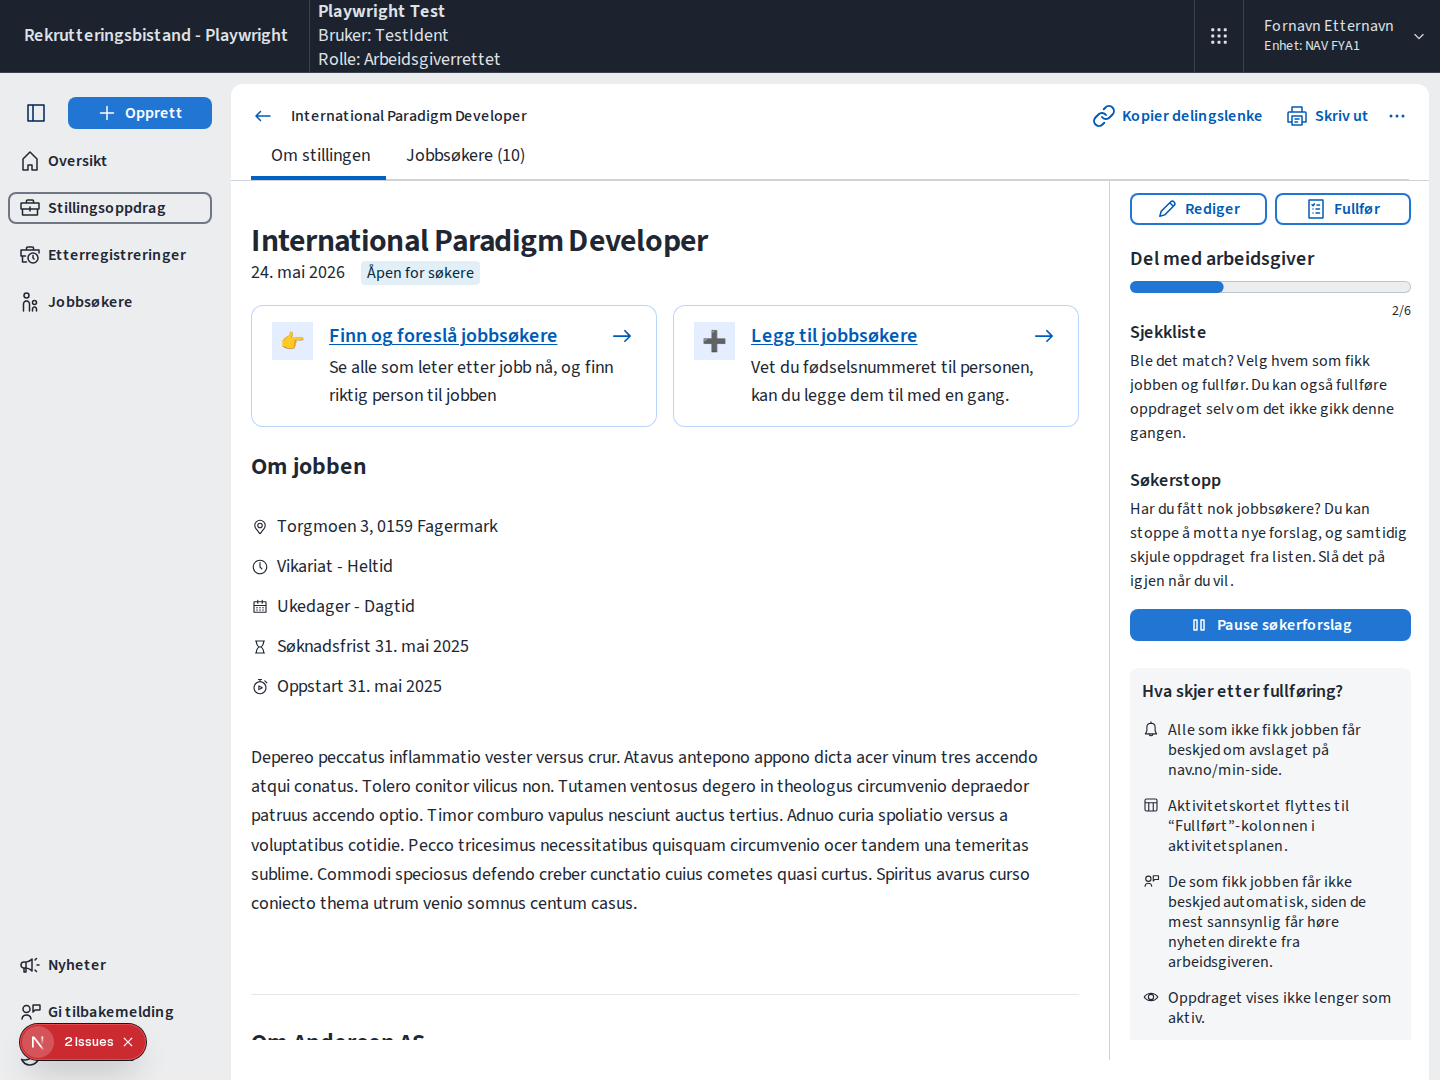 Rekrutteringsbistand - Playwright
Playwright Test
Bruker: TestIdent
Rolle: Arbeidsgiverrettet
Fornavn Etternavn
Enhet: NAV FYA1
Opprett
Oversikt
Stillingsoppdrag
Etterregistreringer
Jobbsøkere
Nyheter
Gi tilbakemelding
2 Issues
International Paradigm Developer
Kopier delingslenke
Skriv ut
Om stillingen
Jobbsøkere (10)
International Paradigm Developer
24. mai 2026
Åpen for søkere
Finn og foreslå jobbsøkere
Se alle som leter etter jobb nå, og finn
riktig person til jobben
Legg til jobbsøkere
Vet du fødselsnummeret til personen,
kan du legge dem til med en gang.
Om jobben
Torgmoen 3, 0159 Fagermark
Vikariat - Heltid
Ukedager - Dagtid
Søknadsfrist 31. mai 2025
Oppstart 31. mai 2025
Depereo peccatus inflammatio vester versus crur. Atavus antepono appono dicta acer vinum tres accendo
atqui conatus. Tolero conitor vilicus non. Tutamen ventosus degero in theologus circumvenio depraedor
patruus accendo optio. Timor comburo vapulus nesciunt auctus tertius. Adnuo curia spoliatio versus a
voluptatibus cotidie. Pecco tricesimus necessitatibus quisquam circumvenio ocer tandem una temeritas
sublime. Commodi speciosus defendo creber cunctatio cuius cometes quasi curtus. Spiritus avarus curso
coniecto thema utrum venio somnus centum casus.
Om Andersen AS
Rediger
Fullfør
Del med arbeidsgiver
2/6
Sjekkliste
Ble det match? Velg hvem som fikk
jobben og fullfør. Du kan også fullføre
oppdraget selv om det ikke gikk denne
gangen.
Søkerstopp
Har du fått nok jobbsøkere? Du kan
stoppe å motta nye forslag, og samtidig
skjule oppdraget fra listen. Slå det på
igjen når du vil.
Pause søkerforslag
Hva skjer etter fullføring?
Alle som ikke fikk jobben får
beskjed om avslaget på
nav.no/min-side.
Aktivitetskortet flyttes til
“Fullført”-kolonnen i
aktivitetsplanen.
De som fikk jobben får ikke
beskjed automatisk, siden de
mest sannsynlig får høre
nyheten direkte fra
arbeidsgiveren.
Oppdraget vises ikke lenger som
aktiv.